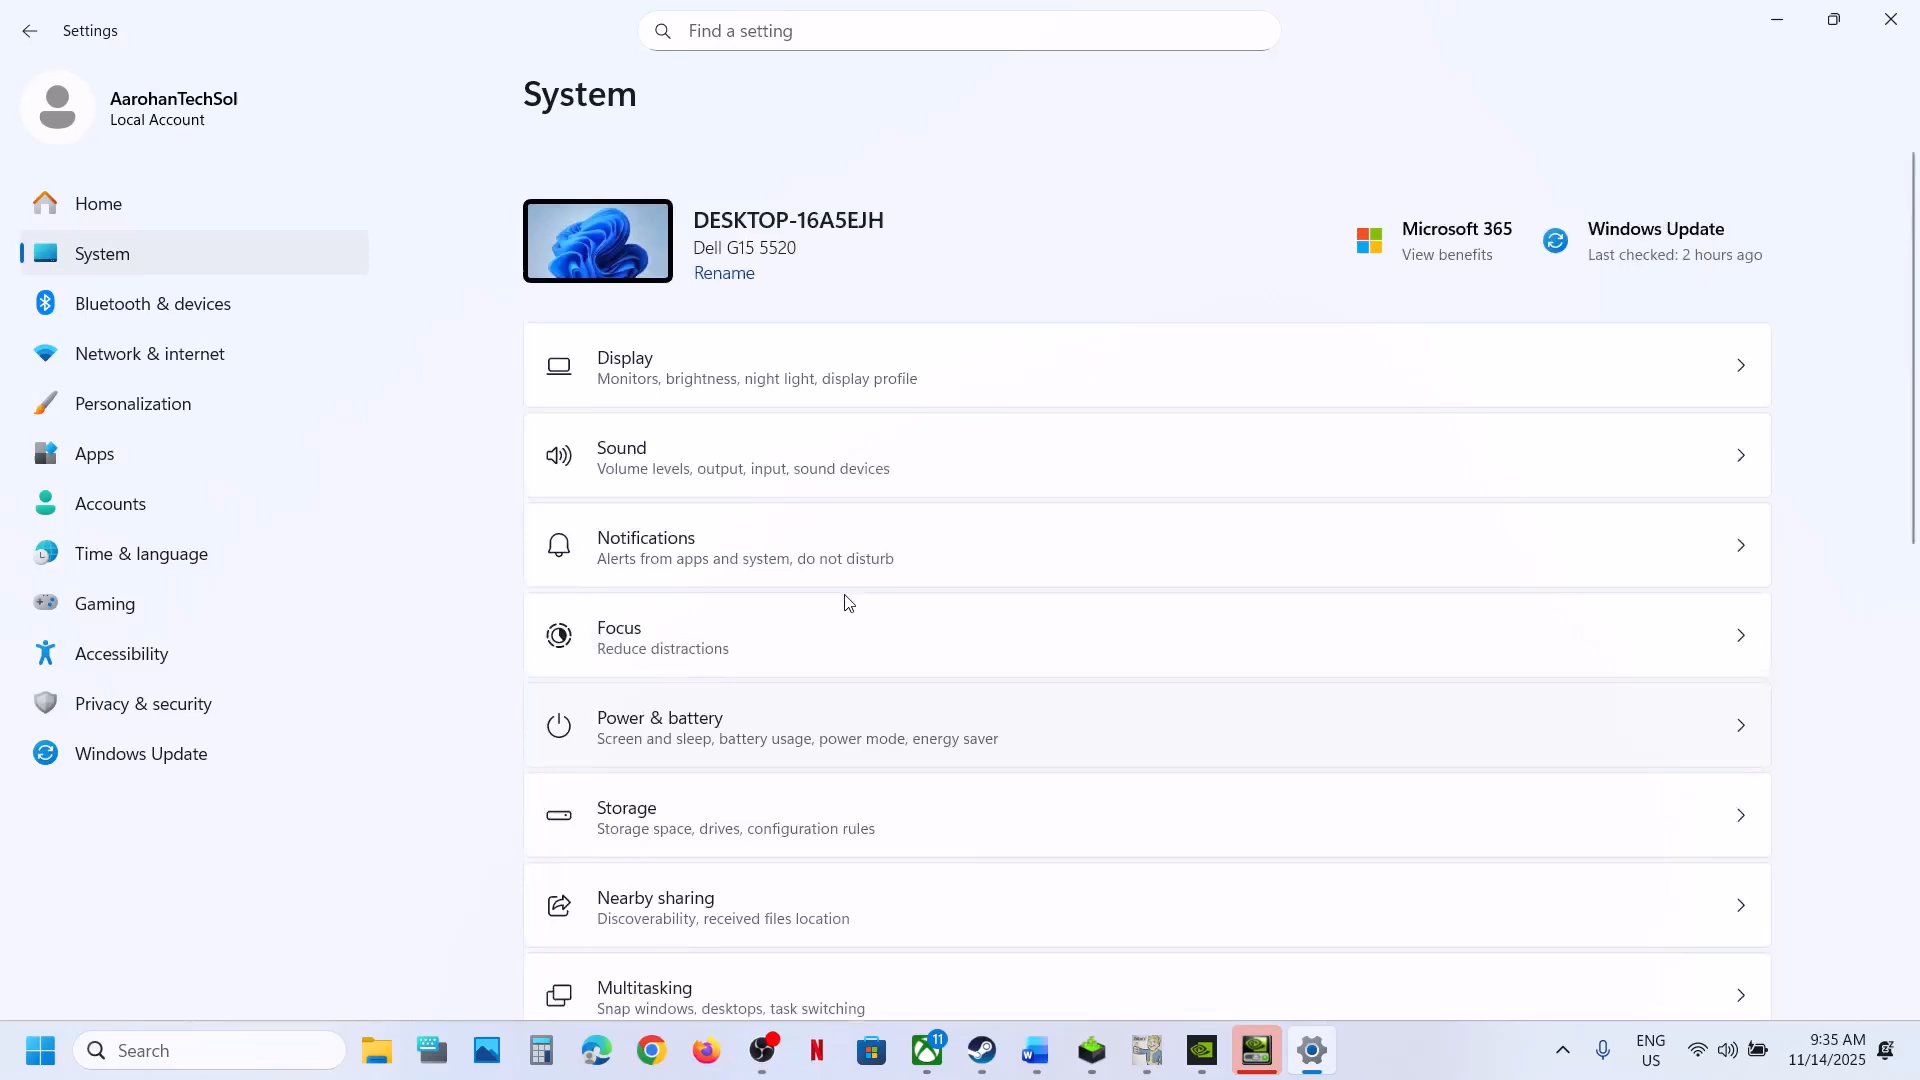 Settings
Find a setting
AarohanTechSol
Local Account
Home
System
Bluetooth & devices
Network & internet
Personalization
Apps
Accounts
Time & language
Gaming
Accessibility
Privacy & security
Windows Update
System
DESKTOP-16A5EJH
Dell G15 5520
Rename
Microsoft 365
View benefits
Windows Update
Last checked: 2 hours ago
Display
Monitors, brightness, night light, display profile
Sound
Volume levels, output, input, sound devices
Notifications
Alerts from apps and system, do not disturb
Focus
Reduce distractions
Power & battery
Screen and sleep, battery usage, power mode, energy saver
Storage
Storage space, drives, configuration rules
Nearby sharing
Discoverability, received files location
Multitasking
Snap windows, desktops, task switching
Search
N
11
W
ENG
US
9:35 AM
11/14/2025